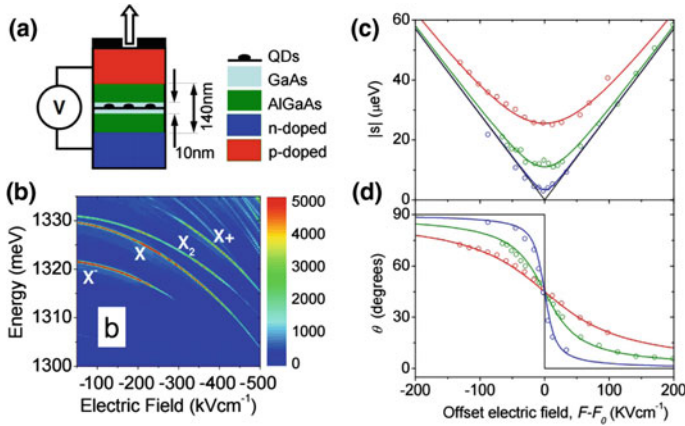 (a)
V
QDs
GaAs
AlGaAs
n-doped
p-doped
140nm
10nm
(b)
Energy (meV)
1330
1320
1310
1300
X-
X
X2
X+
b
-100 -200 -300 -400 -500
Electric Field (kVcm-1)
5000
4000
3000
2000
1000
0
(c)
|s| (μeV)
60
40
20
0
(d)
θ (degrees)
90
60
30
0
-200 -100 0 100 200
Offset electric field, F-F0 (KVcm-1)